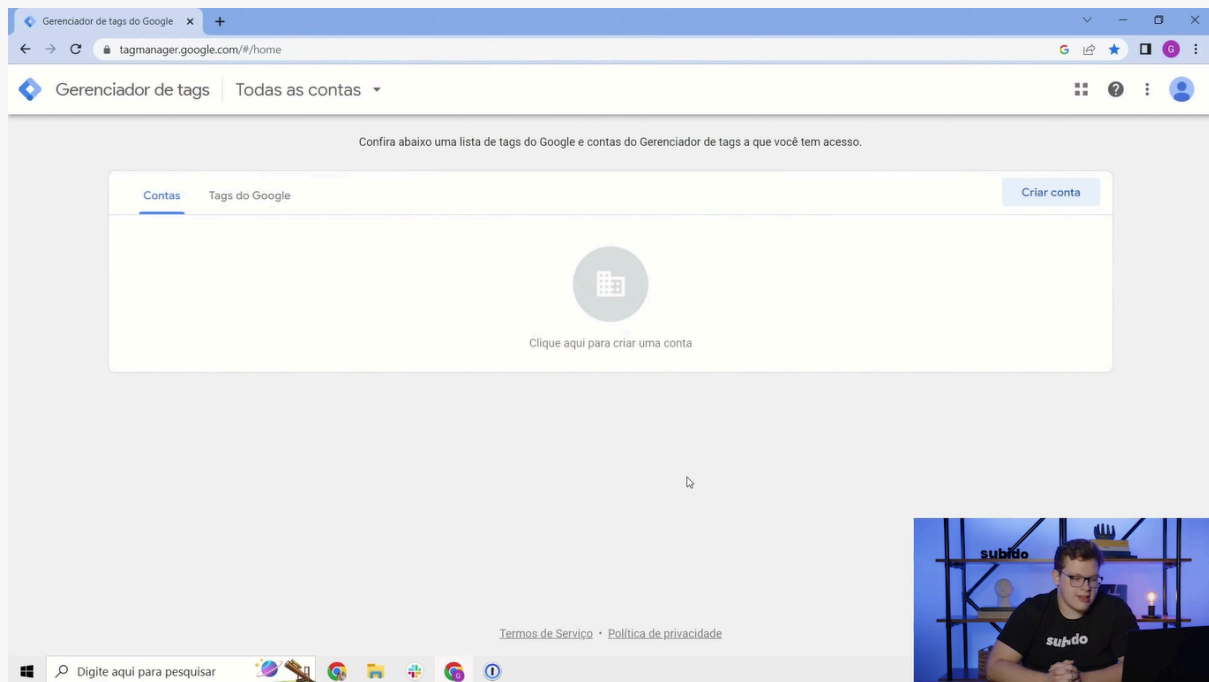 Gerenciador de tags do Google
tagmanager.google.com/#/home
G
Gerenciador de tags
Todas as contas
Confira abaixo uma lista de tags do Google e contas do Gerenciador de tags a que você tem acesso.
Contas
Tags do Google
Criar conta
Clique aqui para criar uma conta
subido
subido
Termos de Serviço • Política de privacidade
Digite aqui para pesquisar